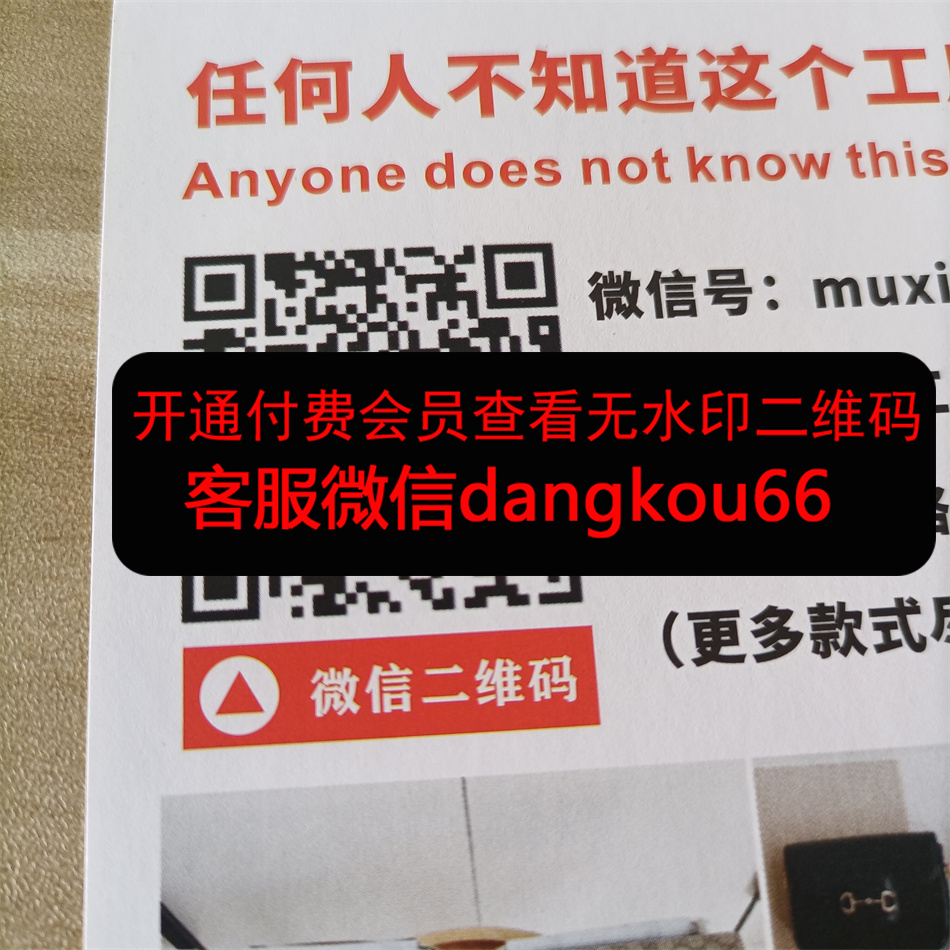 任何人不知道这个工
Anyone does not know this
微信号：muxi
开通付费会员查看无水印二维码
客服微信dangkou66
（更多款式
微信二维码